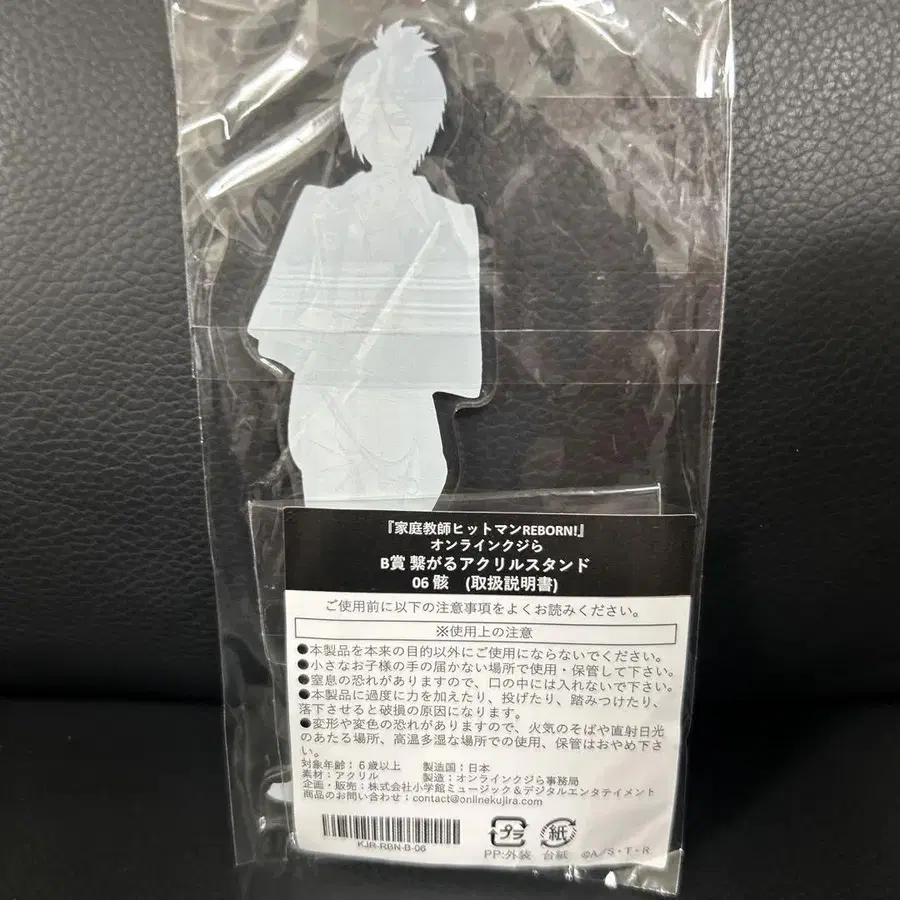 『家庭教師ヒットマンREBORN!』
オンラインクジら
B賞 繋がるアクリルスタンド
06 骸 (取扱説明書)
ご使用前に以下の注意事項をよくお読みください。
※使用上の注意
●本製品を本来の目的以外にご使用にならないでください。
●小さなお子様の手の届かない場所で使用・保管して下さい。
●窒息の恐れがありますので、口の中には入れないで下さい。
●本製品に過度に力を加えたり、投げたり、踏みつけたり、
落下させると破損の原因になります。
●変形や変色の恐れがありますので、火気のそばや直射日光
のあたる場所、高温多湿な場所での使用、保管はおやめ下さ
い。
対象年齢：6歳以上 製造国：日本
素材：アクリル 製造：オンラインクジら事務局
企画・販売：株式会社小学館ミュージック＆デジタルエンタテイメント
商品のお問い合わせ：contact@onlinekujira.com
KJR-RBN-B-06
プラ 紙
PP:外装 台紙 ©A/S・T・R